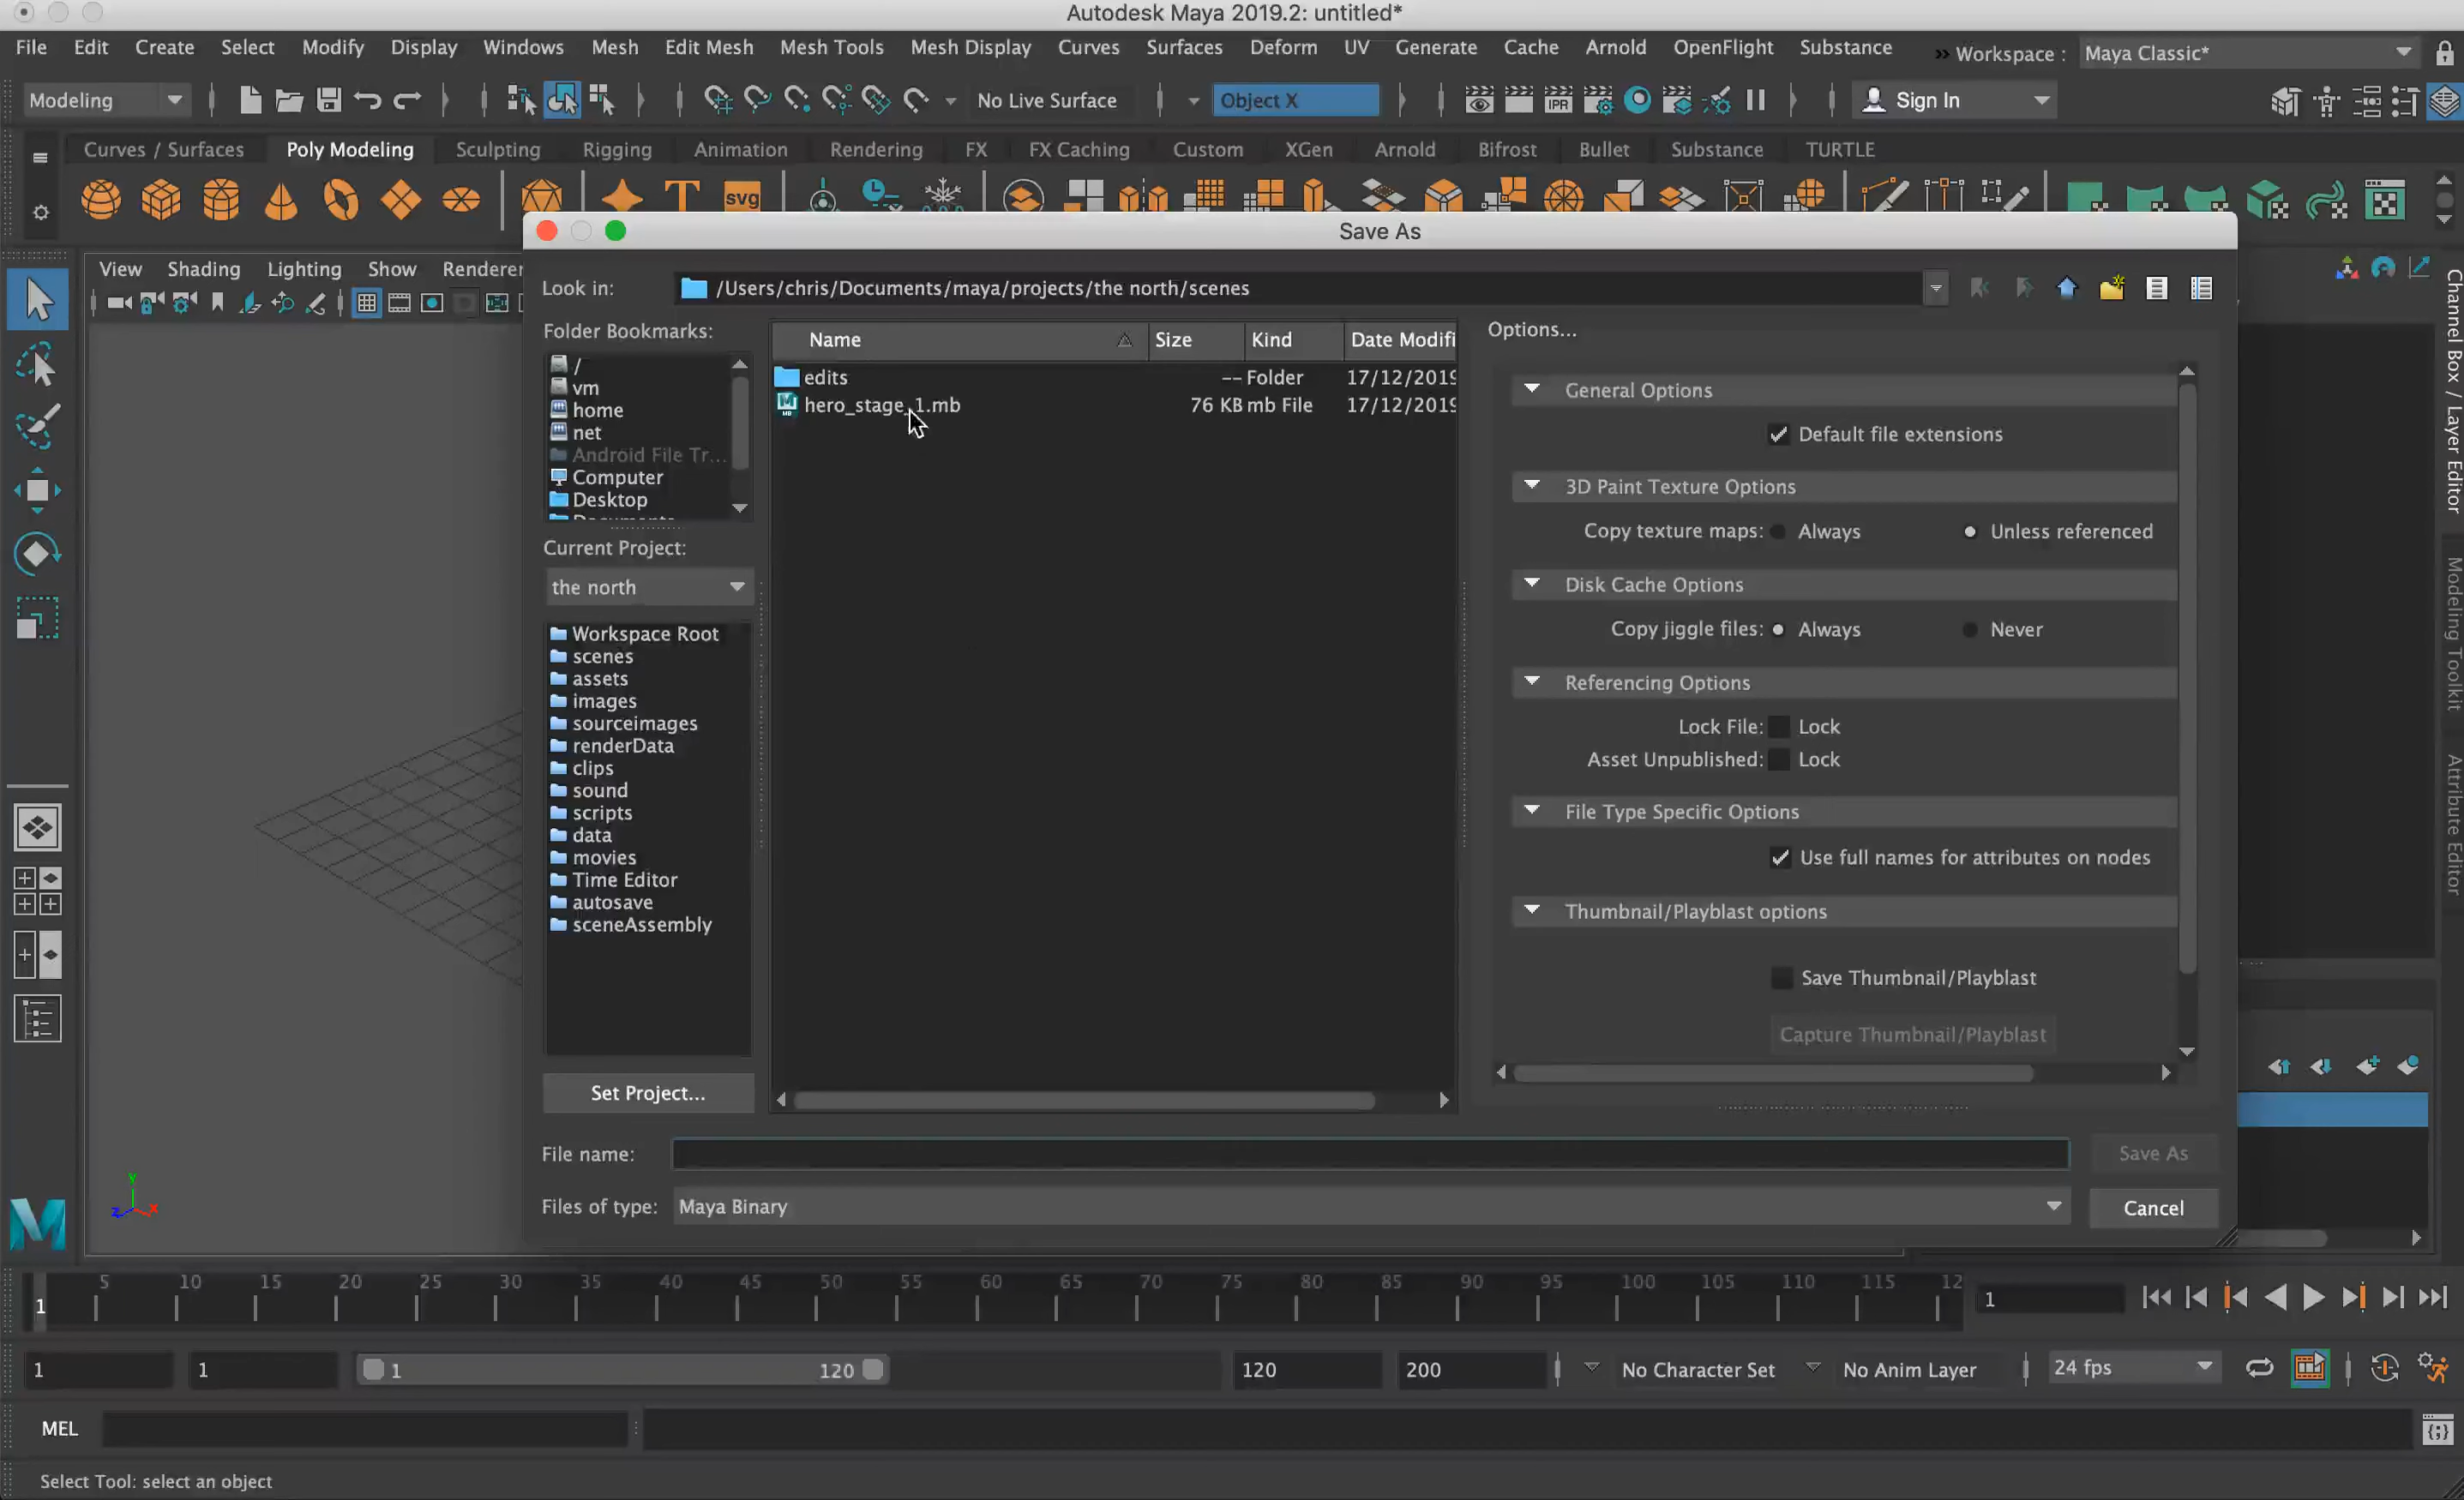 Autodesk Maya 2019.2: untitled*
File Edit Create Select Modify Display Windows Mesh Edit Mesh Mesh Tools Mesh Display Curves Surfaces Deform UV Generate Cache Arnold OpenFlight Substance » Workspace : Maya Classic*
Modeling No Live Surface Object X IPR Sign In
Curves / Surfaces Poly Modeling Sculpting Rigging Animation Rendering FX FX Caching Custom XGen Arnold Bifrost Bullet Substance TURTLE
T svg
Save As
View Shading Lighting Show Renderer
Look in: /Users/chris/Documents/maya/projects/the north/scenes
Folder Bookmarks:
/
vm
home
net
Android File Tr...
Computer
Desktop
Documents
Name Size Kind Date Modifi
edits -- Folder 17/12/2019
hero_stage_1.mb 76 KB mb File 17/12/2019
Current Project:
the north
Workspace Root
scenes
assets
images
sourceimages
renderData
clips
sound
scripts
data
movies
Time Editor
autosave
sceneAssembly
Set Project...
Options...
General Options
Default file extensions
3D Paint Texture Options
Copy texture maps: Always Unless referenced
Disk Cache Options
Copy jiggle files: Always Never
Referencing Options
Lock File: Lock
Asset Unpublished: Lock
File Type Specific Options
Use full names for attributes on nodes
Thumbnail/Playblast options
Save Thumbnail/Playblast
Capture Thumbnail/Playblast
File name: Save As
Files of type: Maya Binary Cancel
Channel Box / Layer Editor
Modeling Toolkit
Attribute Editor
Y
Z X
M
1 5 10 15 20 25 30 35 40 45 50 55 60 65 70 75 80 85 90 95 100 105 110 115 12 1
1 1 1 120 120 200 No Character Set No Anim Layer 24 fps
MEL
Select Tool: select an object